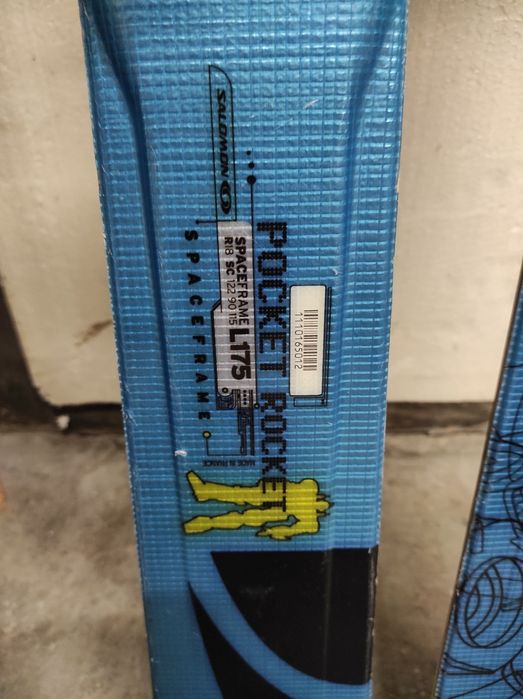 SALOMON
SPACEFRAME
SPACEFRAME
R18 SC 122 90 115
L175
POCKET ROCKET
1110165012
MADE IN FRANCE